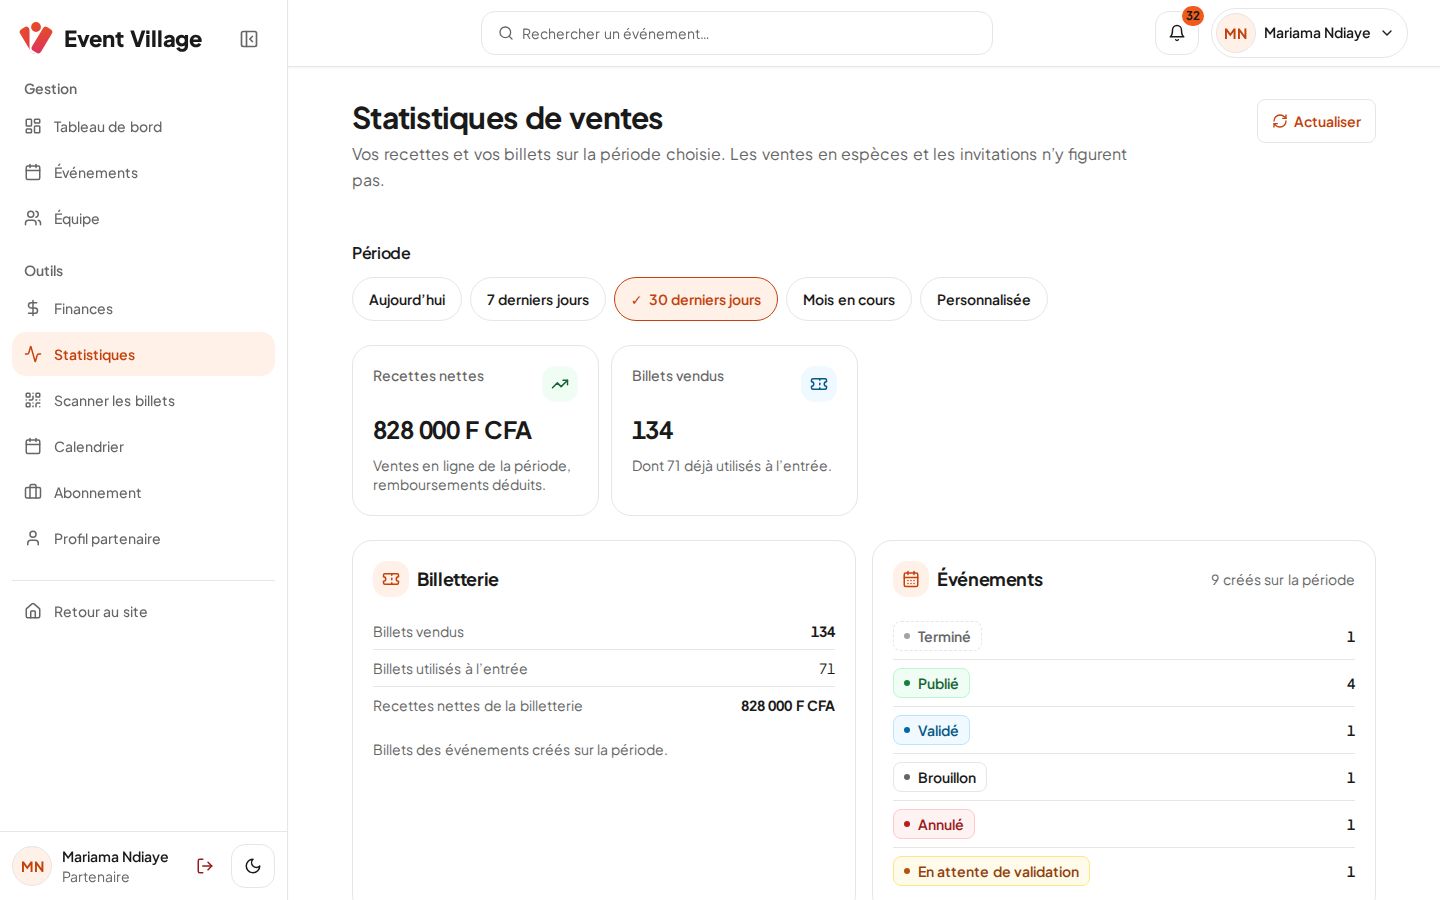 Event Village
Gestion
Tableau de bord
Événements
Équipe
Outils
Finances
Statistiques
Scanner les billets
Calendrier
Abonnement
Profil partenaire
Retour au site
MN
Mariama Ndiaye
Partenaire
Rechercher un événement…
32
MN
Mariama Ndiaye
Statistiques de ventes
Vos recettes et vos billets sur la période choisie. Les ventes en espèces et les invitations n’y figurent
pas.
Actualiser
Période
Aujourd’hui
7 derniers jours
✓ 30 derniers jours
Mois en cours
Personnalisée
Recettes nettes
828 000 F CFA
Ventes en ligne de la période,
remboursements déduits.
Billets vendus
134
Dont 71 déjà utilisés à l’entrée.
Billetterie
Billets vendus 134
Billets utilisés à l’entrée 71
Recettes nettes de la billetterie 828 000 F CFA
Billets des événements créés sur la période.
Événements 9 créés sur la période
Terminé 1
Publié 4
Validé 1
Brouillon 1
Annulé 1
En attente de validation 1